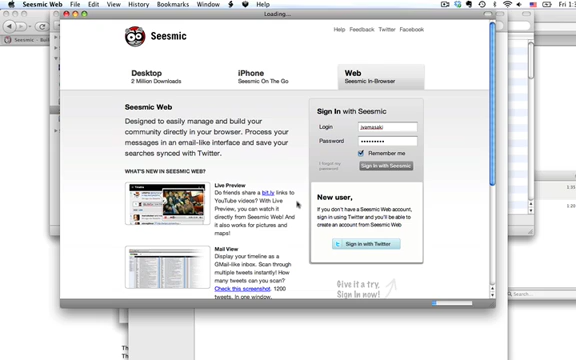 Seesmic Web File Edit View History Bookmarks Window Help
Loading...
Seesmic
Help Feedback Twitter Facebook
Desktop
2 Million Downloads
iPhone
Seesmic On The Go
Web
Seesmic In-Browser
Seesmic Web
Designed to easily manage and build your
community directly in your browser. Process your
messages in an email-like interface and save your
searches synced with Twitter.
WHAT'S NEW IN SEESMIC WEB?
Live Preview
Do friends share a bit.ly links to
YouTube videos? With Live
Preview, you can watch it
directly from Seesmic Web! And
it also works for pictures and
maps!
Mail View
Display your timeline as a
GMail-like inbox. Scan through
multiple tweets instantly! How
many tweets can you scan?
Check this screenshot. 1200
tweets. In one window.
Sign In with Seesmic
Login
Password
Remember me
I forgot my
password
Sign In with Seesmic
New user,
If you don't have a Seesmic Web account,
sign in using Twitter and you'll be able to
create an account from Seesmic Web
Sign in with Twitter
Give it a try.
Sign In now!
Search